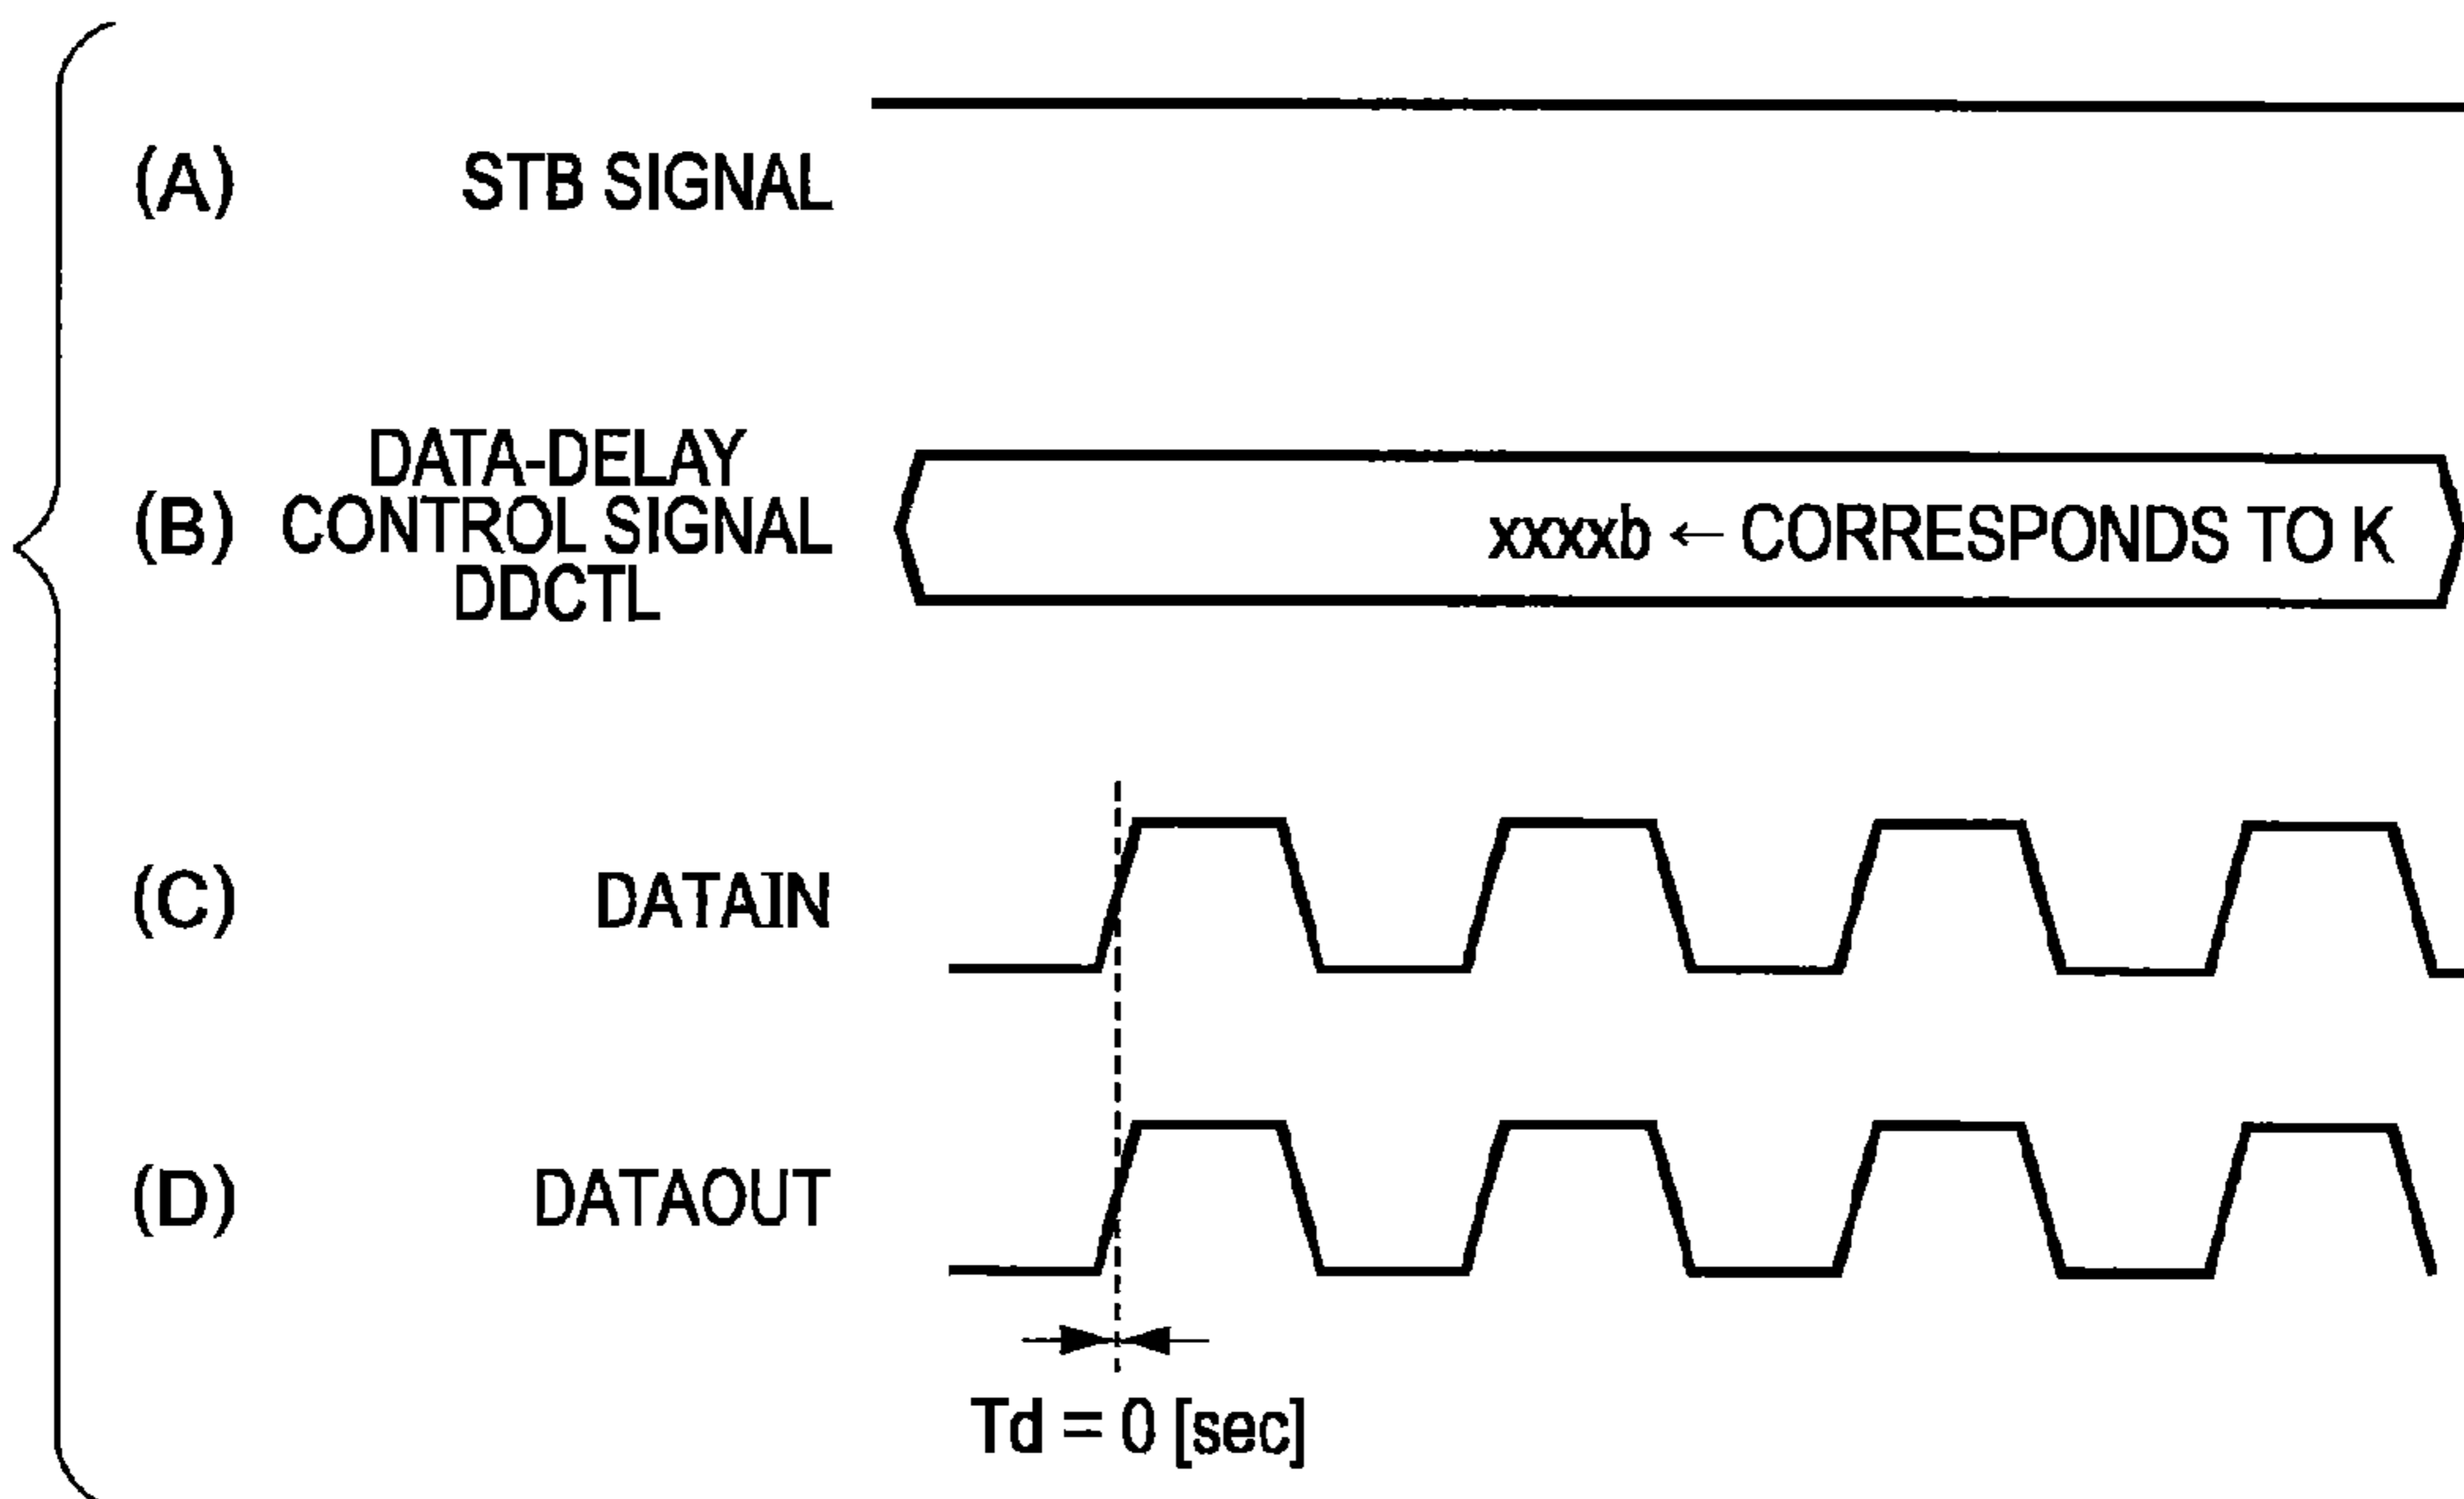 (A) STB SIGNAL
DATA-DELAY
(B) CONTROL SIGNAL
DDCTL
xxxxb ← CORRESPONDS TO K
(C) DATAIN
(D) DATAOUT
Td = 0 [sec]